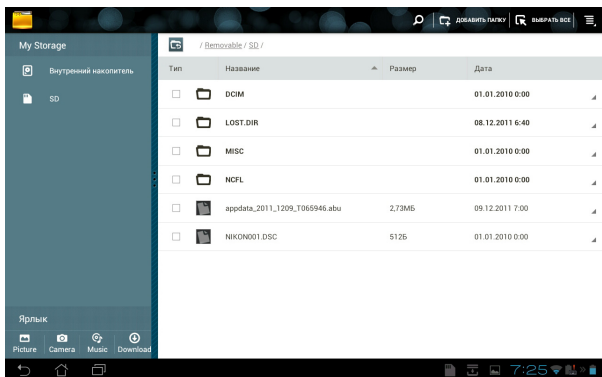 ДОБАВИТЬ ПАПКУ ВЫБРАТЬ ВСЕ
My Storage
/ Removable / SD /
Внутренний накопитель
SD
Тип Название Размер Дата
DCIM 01.01.2010 0:00
LOST.DIR 08.12.2011 6:40
MISC 01.01.2010 0:00
NCFL 01.01.2010 0:00
appdata_2011_1209_T065946.abu 2,73МБ 09.12.2011 7:00
NIKON001.DSC 512Б 01.01.2010 0:00
Ярлык
Picture Camera Music Download
7:25